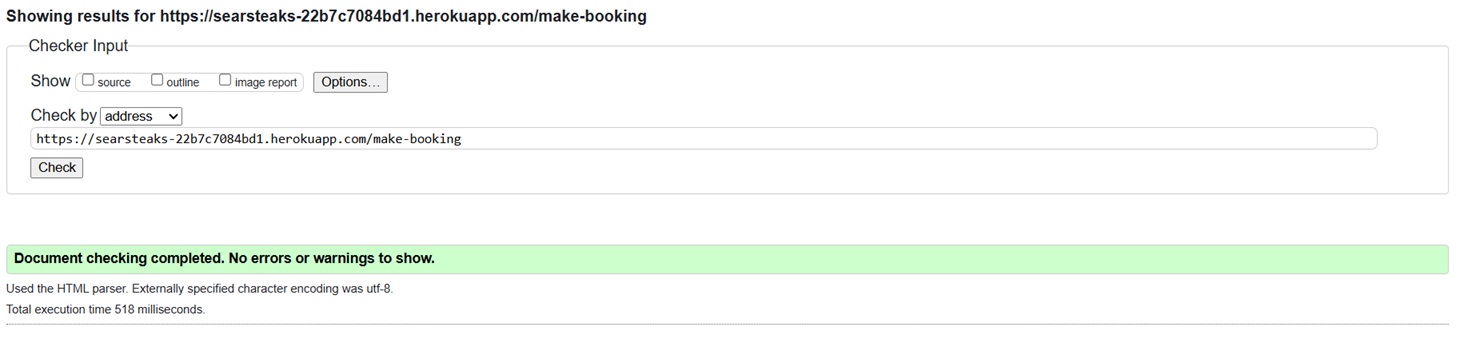 Showing results for https://searsteaks-22b7c7084bd1.herokuapp.com/make-booking
Checker Input
Show source outline image report Options...
Check by address
https://searsteaks-22b7c7084bd1.herokuapp.com/make-booking
Check
Document checking completed. No errors or warnings to show.
Used the HTML parser. Externally specified character encoding was utf-8.
Total execution time 518 milliseconds.